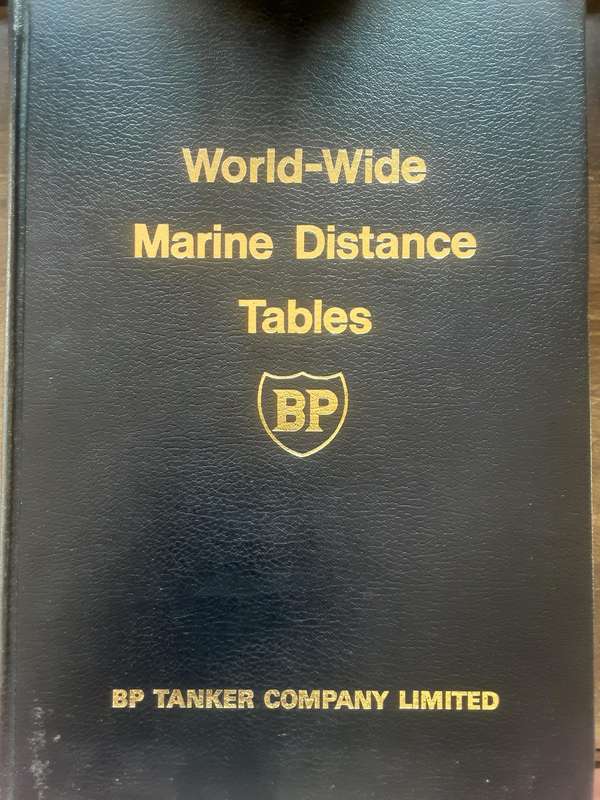 World-Wide
Marine Distance
Tables
BP
BP TANKER COMPANY LIMITED